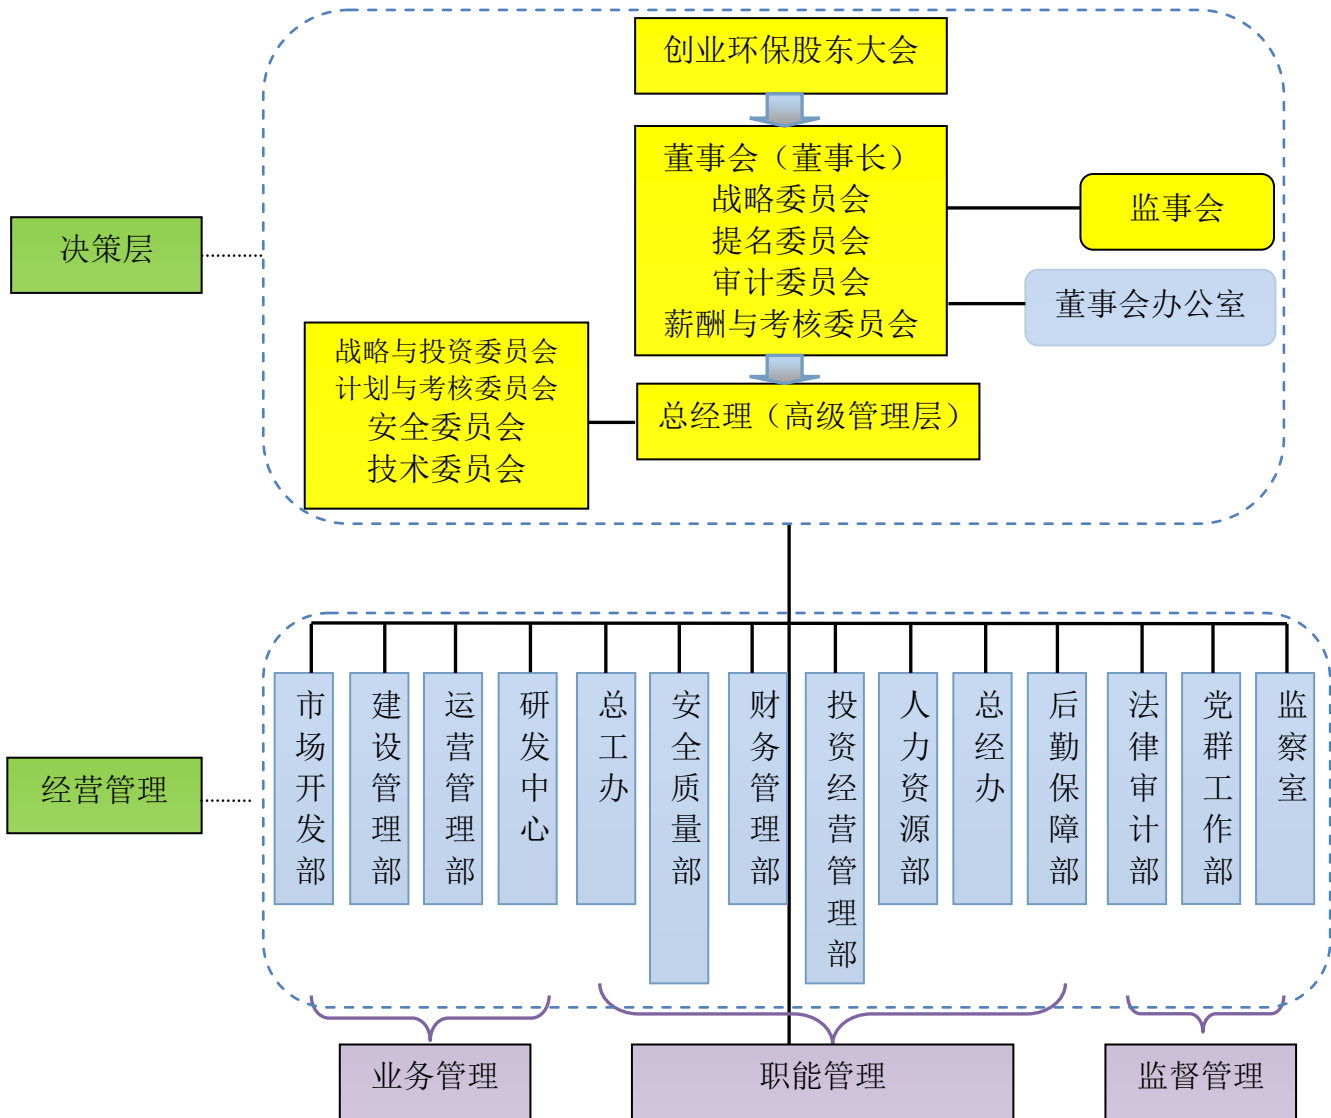 创业环保股东大会
董事会（董事长）
战略委员会
提名委员会
审计委员会
薪酬与考核委员会
监事会
董事会办公室
决策层
战略与投资委员会
计划与考核委员会
安全委员会
技术委员会
总经理（高级管理层）
经营管理
市场开发部
建设管理部
运营管理部
研发中心
总工办
安全质量部
财务管理部
投资经营管理部
人力资源部
总经办
后勤保障部
法律审计部
党群工作部
监察室
业务管理
职能管理
监督管理